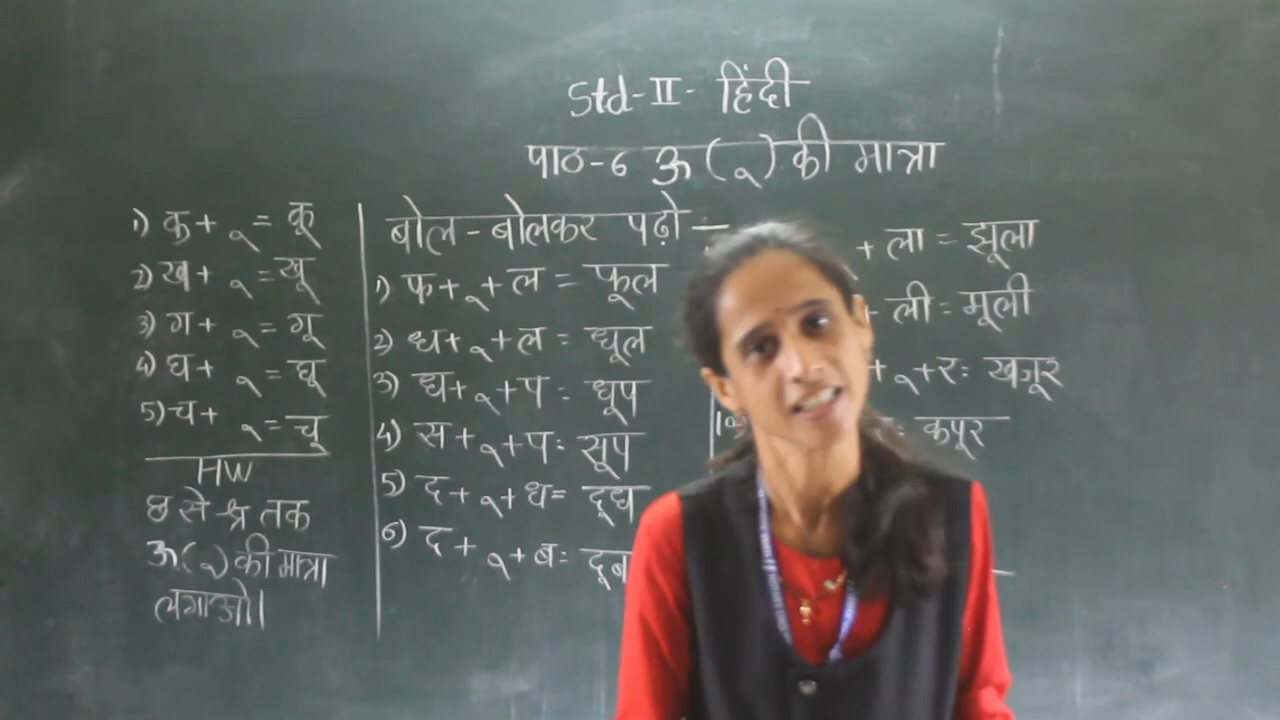 Std-II- हिंदी
पाठ-6 ऊ (ू) की मात्रा
1) क+ ू = कू
2) ख+ ू = खू
3) ग+ ू = गू
4) घ+ ू = घू
5) च+ ू = चू
HW
छ से श्र तक
ऊ(ू) की मात्रा
लगाओ।
बोल-बोलकर पढ़ो—
1) फ+ ू +ल = फूल
2) ध+ ू +ल = धूल
3) ध+ ू +प = धूप
4) स+ ू +प = सूप
5) द+ ू +ध = दूध
6) द+ ू +ब = दूब
+ ला = झूला
+ ली = मूली
+ ू +र = खजूर
10 = कपूर